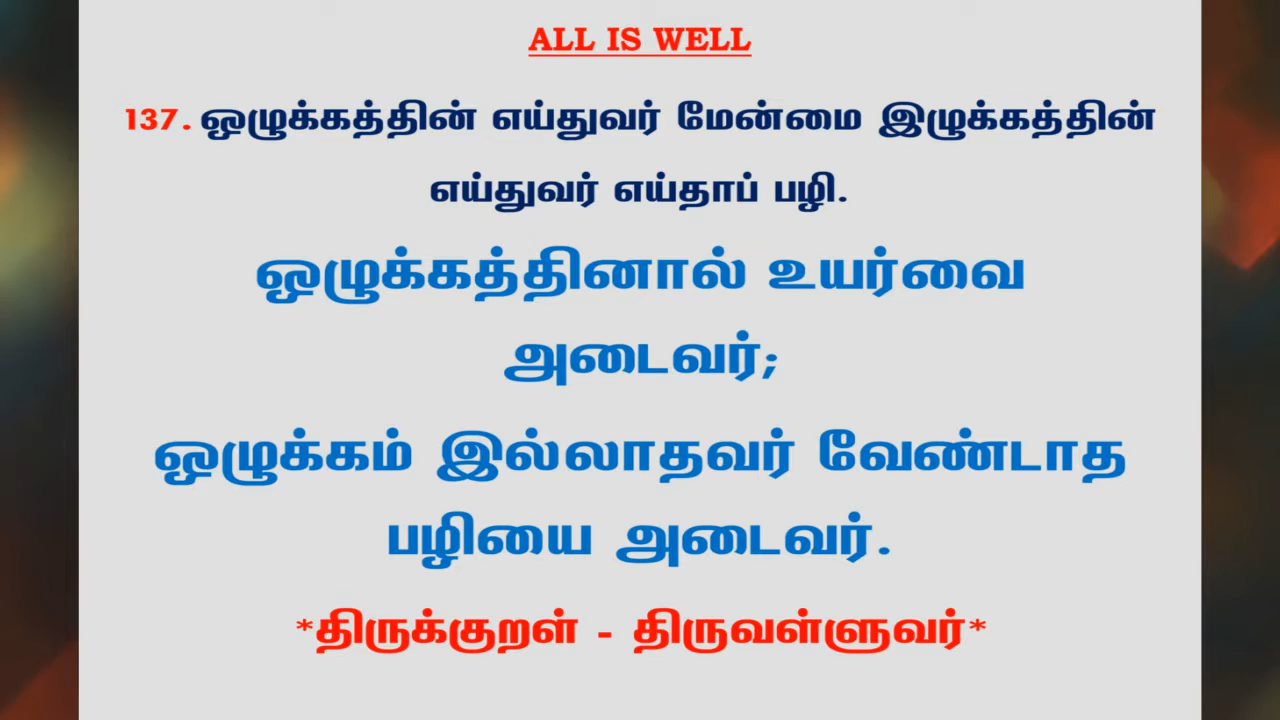 ALL IS WELL
137. ஒழுக்கத்தின் எய்துவர் மேன்மை இழுக்கத்தின்
எய்துவர் எய்தாப் பழி.
ஒழுக்கத்தினால் உயர்வை
அடைவர்;
ஒழுக்கம் இல்லாதவர் வேண்டாத
பழியை அடைவர்.
*திருக்குறள் - திருவள்ளுவர்*